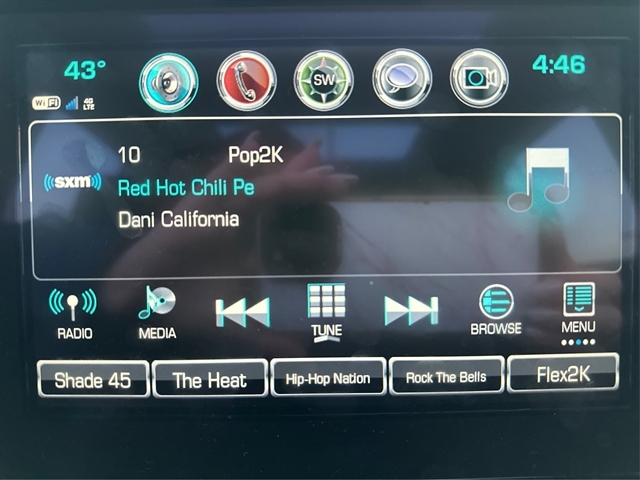 43°
SW
4:46
WiFi
4G
LTE
10 Pop2K
sxm
Red Hot Chili Pe
Dani California
RADIO
MEDIA
TUNE
BROWSE
MENU
Shade 45
The Heat
Hip-Hop Nation
Rock The Bells
Flex2K